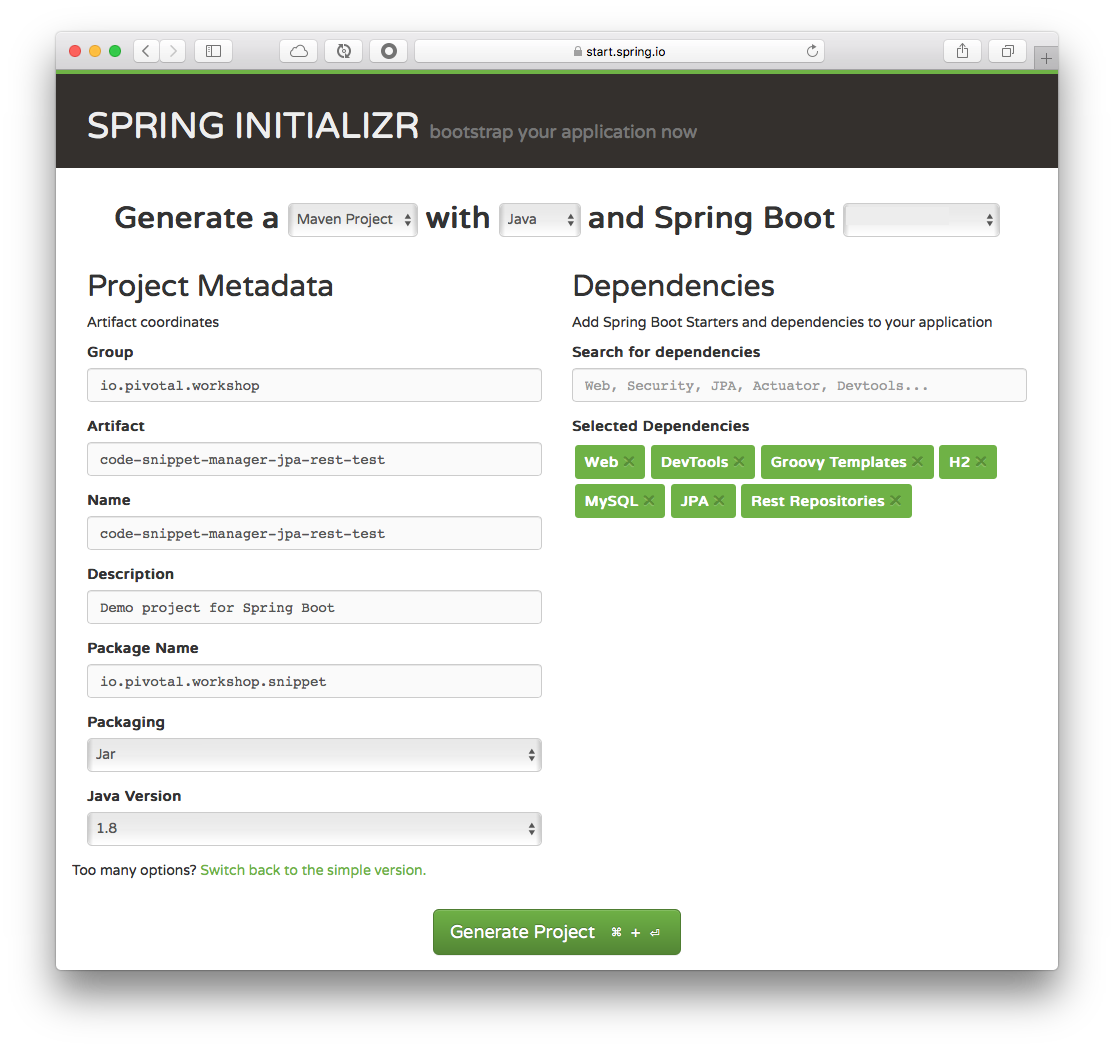 start.spring.io
SPRING INITIALIZR bootstrap your application now
Generate a Maven Project with Java and Spring Boot
Project Metadata
Artifact coordinates
Group
io.pivotal.workshop
Artifact
code-snippet-manager-jpa-rest-test
Name
code-snippet-manager-jpa-rest-test
Description
Demo project for Spring Boot
Package Name
io.pivotal.workshop.snippet
Packaging
Jar
Java Version
1.8
Too many options? Switch back to the simple version.
Dependencies
Add Spring Boot Starters and dependencies to your application
Search for dependencies
Web, Security, JPA, Actuator, Devtools...
Selected Dependencies
Web × DevTools × Groovy Templates × H2 ×
MySQL × JPA × Rest Repositories ×
Generate Project ⌘ + ⏎